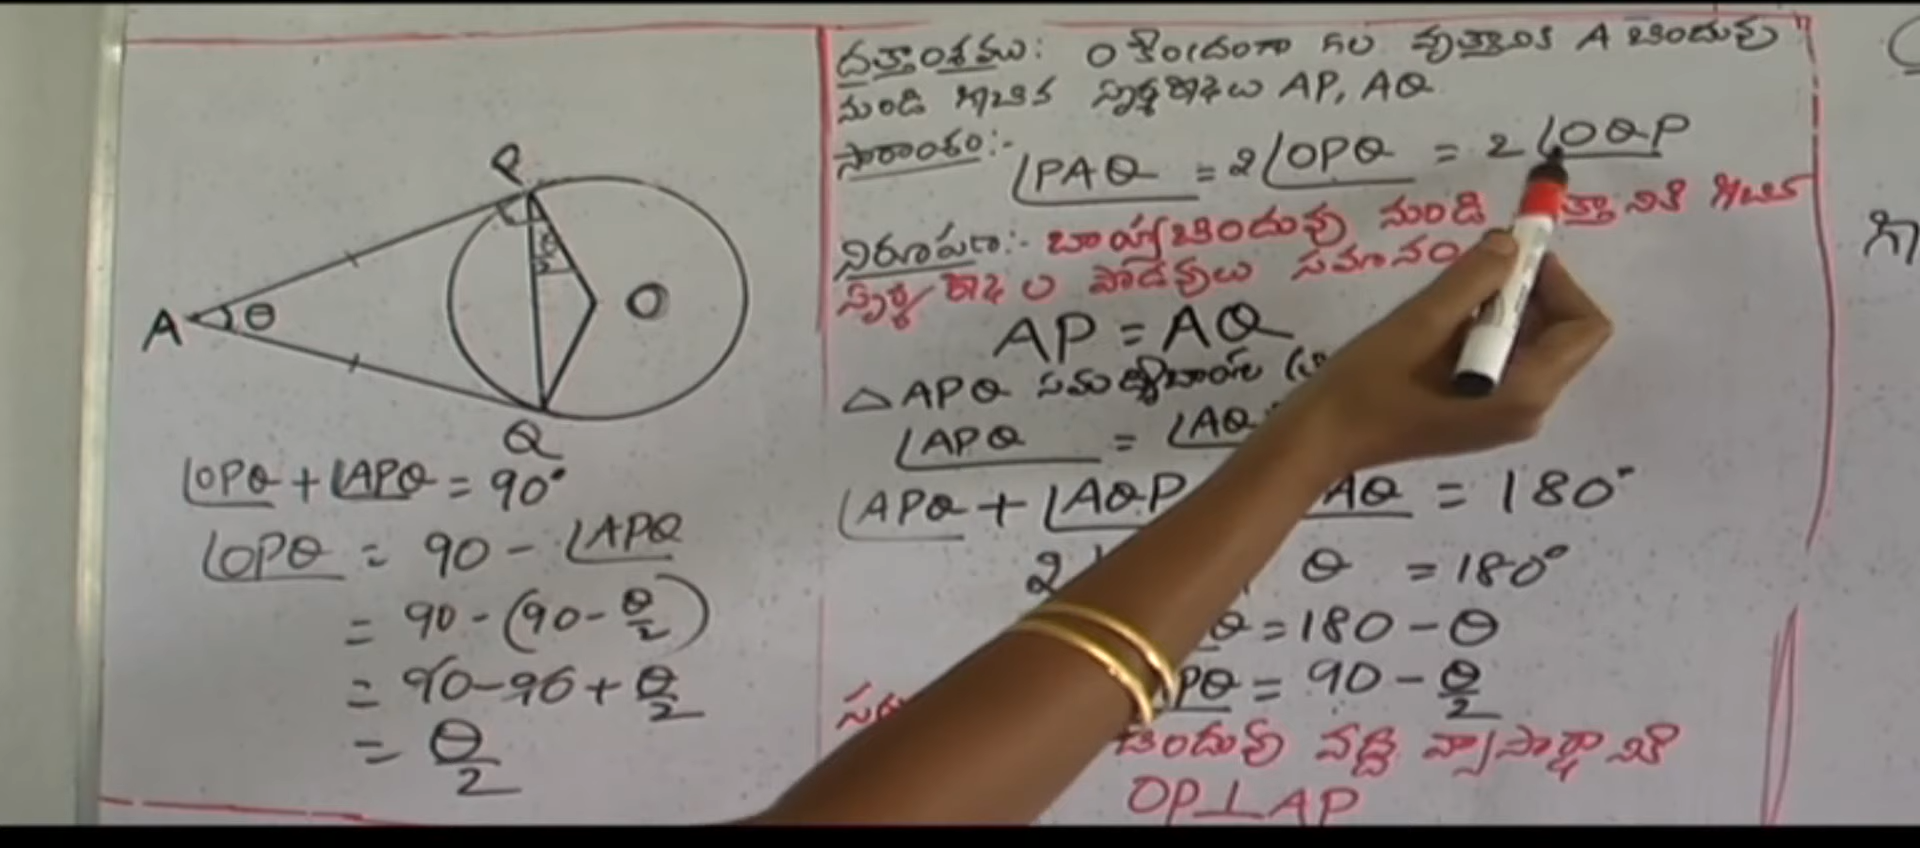 P
A θ
θ/2
O
Q
∠OPQ + ∠APQ = 90°
∠OPQ = 90 - ∠APQ
= 90 - (90 - θ/2)
= 90 - 90 + θ/2
= θ/2
దత్తాంశము: O కేంద్రంగా గల వృత్తానికి A బిందువు
నుండి గీచిన స్పర్శరేఖలు AP, AQ
సారాంశం:-
∠PAQ = 2 ∠OPQ = 2 ∠OQP
నిరూపణ:- బాహ్యబిందువు నుండి త్తానికి గీచిన
స్పర్శరేఖల పొడవులు సమానం
AP = AQ
△APQ సమద్విబాహు
∠APQ = ∠AQ
∠APQ + ∠AQP AQ = 180°
2 θ = 180°
Q = 180 - θ
PQ = 90 - θ/2
బిందువు వద్ద వ్యాసార్థానికి
OP⊥AP
గీ